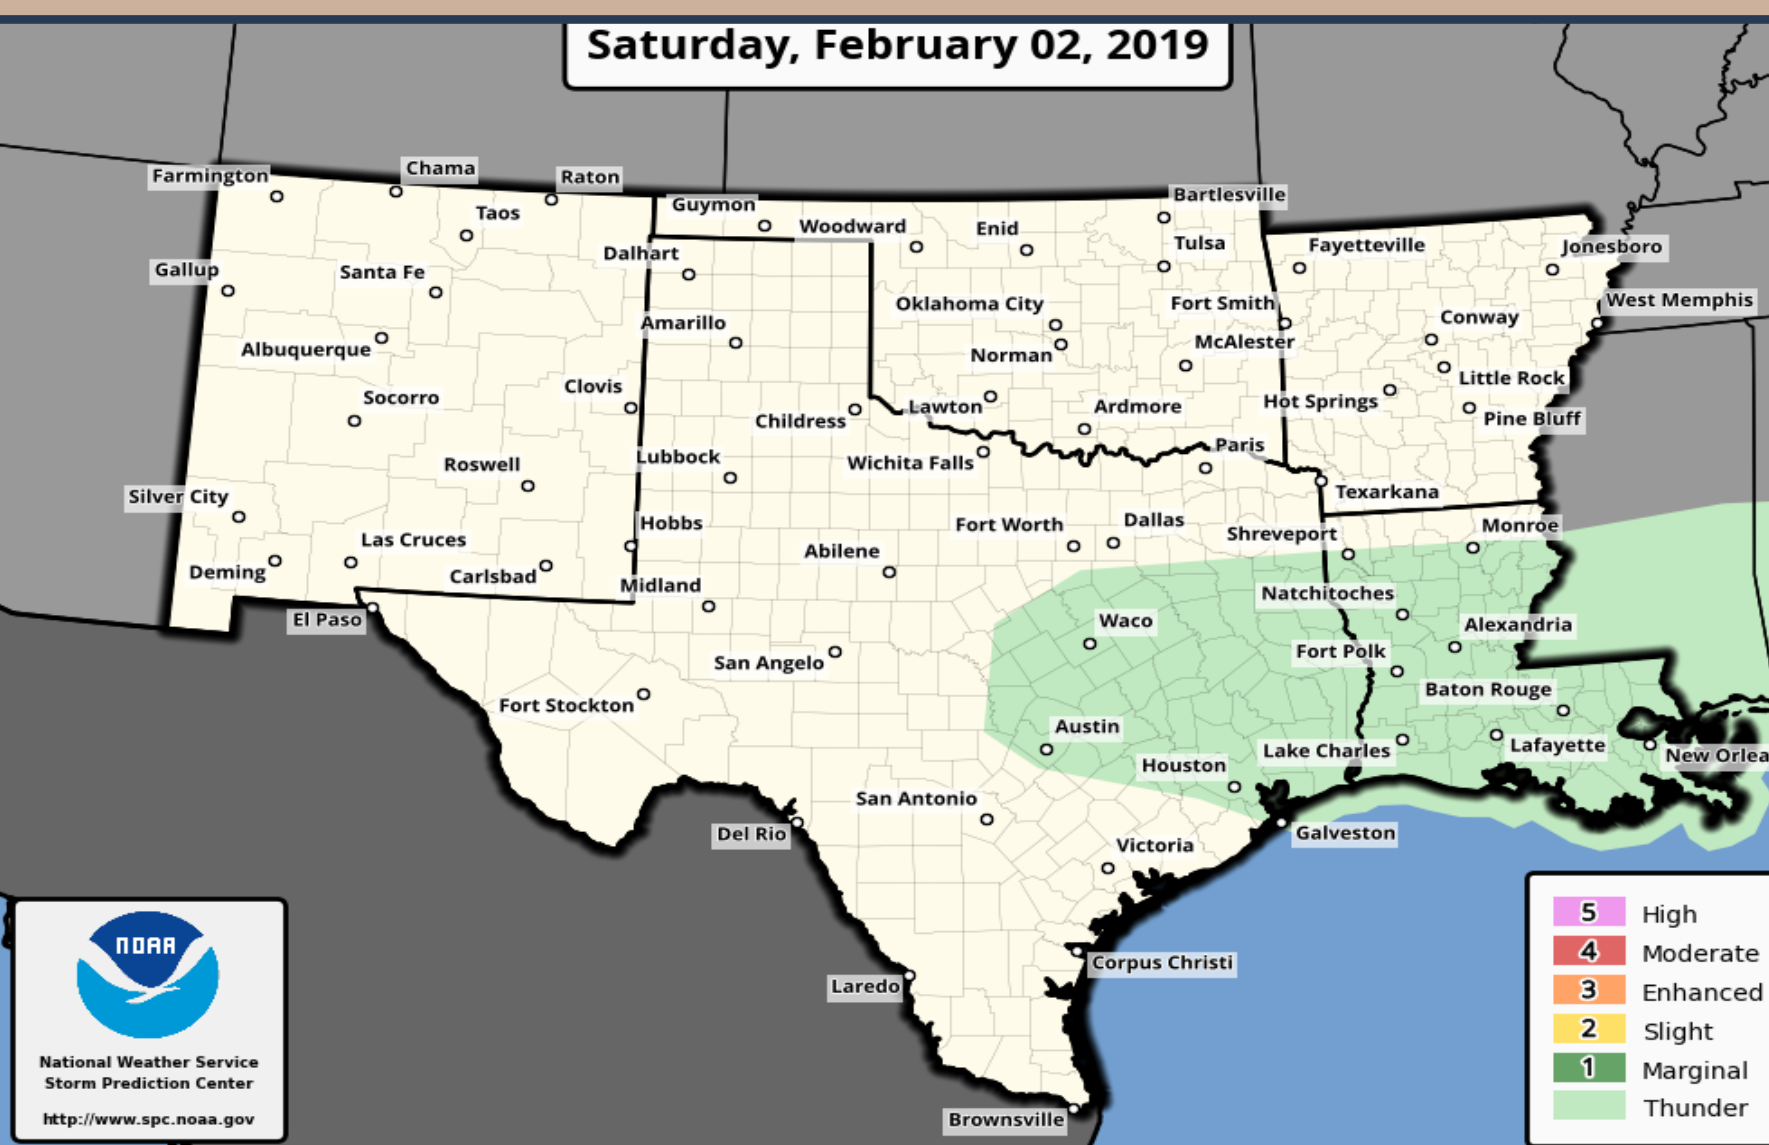 Saturday, February 02, 2019
Farmington
Chama
Raton
Taos
Guymon
Woodward
Enid
Bartlesville
Tulsa
Fayetteville
Jonesboro
Gallup
Santa Fe
Dalhart
Amarillo
Oklahoma City
Fort Smith
Conway
West Memphis
Albuquerque
Norman
McAlester
Socorro
Clovis
Childress
Lawton
Ardmore
Hot Springs
Little Rock
Pine Bluff
Roswell
Lubbock
Wichita Falls
Paris
Texarkana
Silver City
Las Cruces
Hobbs
Abilene
Fort Worth
Dallas
Shreveport
Monroe
Deming
Carlsbad
Midland
Natchitoches
El Paso
Waco
Alexandria
San Angelo
Fort Polk
Fort Stockton
Baton Rouge
Austin
Houston
Lake Charles
Lafayette
New Orlea
San Antonio
Del Rio
Victoria
Galveston
Corpus Christi
Laredo
Brownsville
NOAA
National Weather Service
Storm Prediction Center
http://www.spc.noaa.gov
5 High
4 Moderate
3 Enhanced
2 Slight
1 Marginal
Thunder